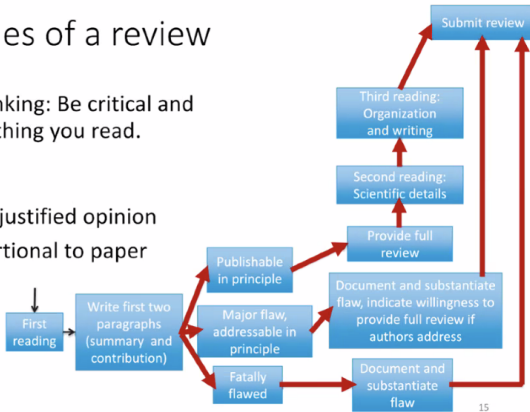 es of a review
nking: Be critical and
thing you read.
justified opinion
rtional to paper
First
reading
Write first two
paragraphs
(summary and
contribution)
Publishable
in principle
Major flaw,
addressable in
principle
Fatally
flawed
Provide full
review
Second reading:
Scientific details
Third reading:
Organization
and writing
Submit review
Document and substantiate
flaw, indicate willingness to
provide full review if
authors address
Document and
substantiate
flaw
15